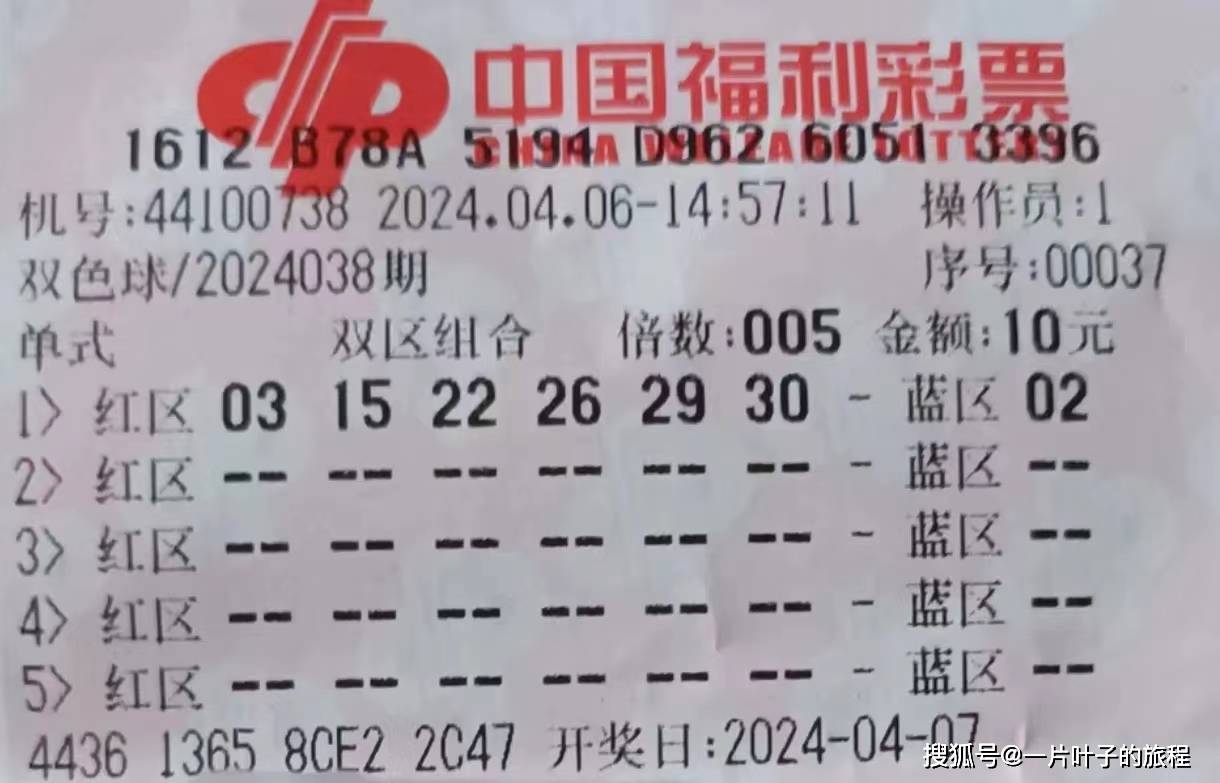 中国福利彩票
CHINA WELFARE LOTTERY
1612 B78A 5194 D962 6051 3396
机号:44100738 2024.04.06-14:57:11 操作员:1
双色球/2024038期 序号:00037
单式 双区组合 倍数:005 金额:10元
1> 红区 03 15 22 26 29 30 - 蓝区 02
2> 红区 -- -- -- -- -- -- - 蓝区 --
3> 红区 -- -- -- -- -- -- - 蓝区 --
4> 红区 -- -- -- -- -- -- - 蓝区 --
5> 红区 -- -- -- -- -- -- - 蓝区 --
4436 1365 8CE2 2C47 开奖日:2024-04-07
搜狐号@一片叶子的旅程